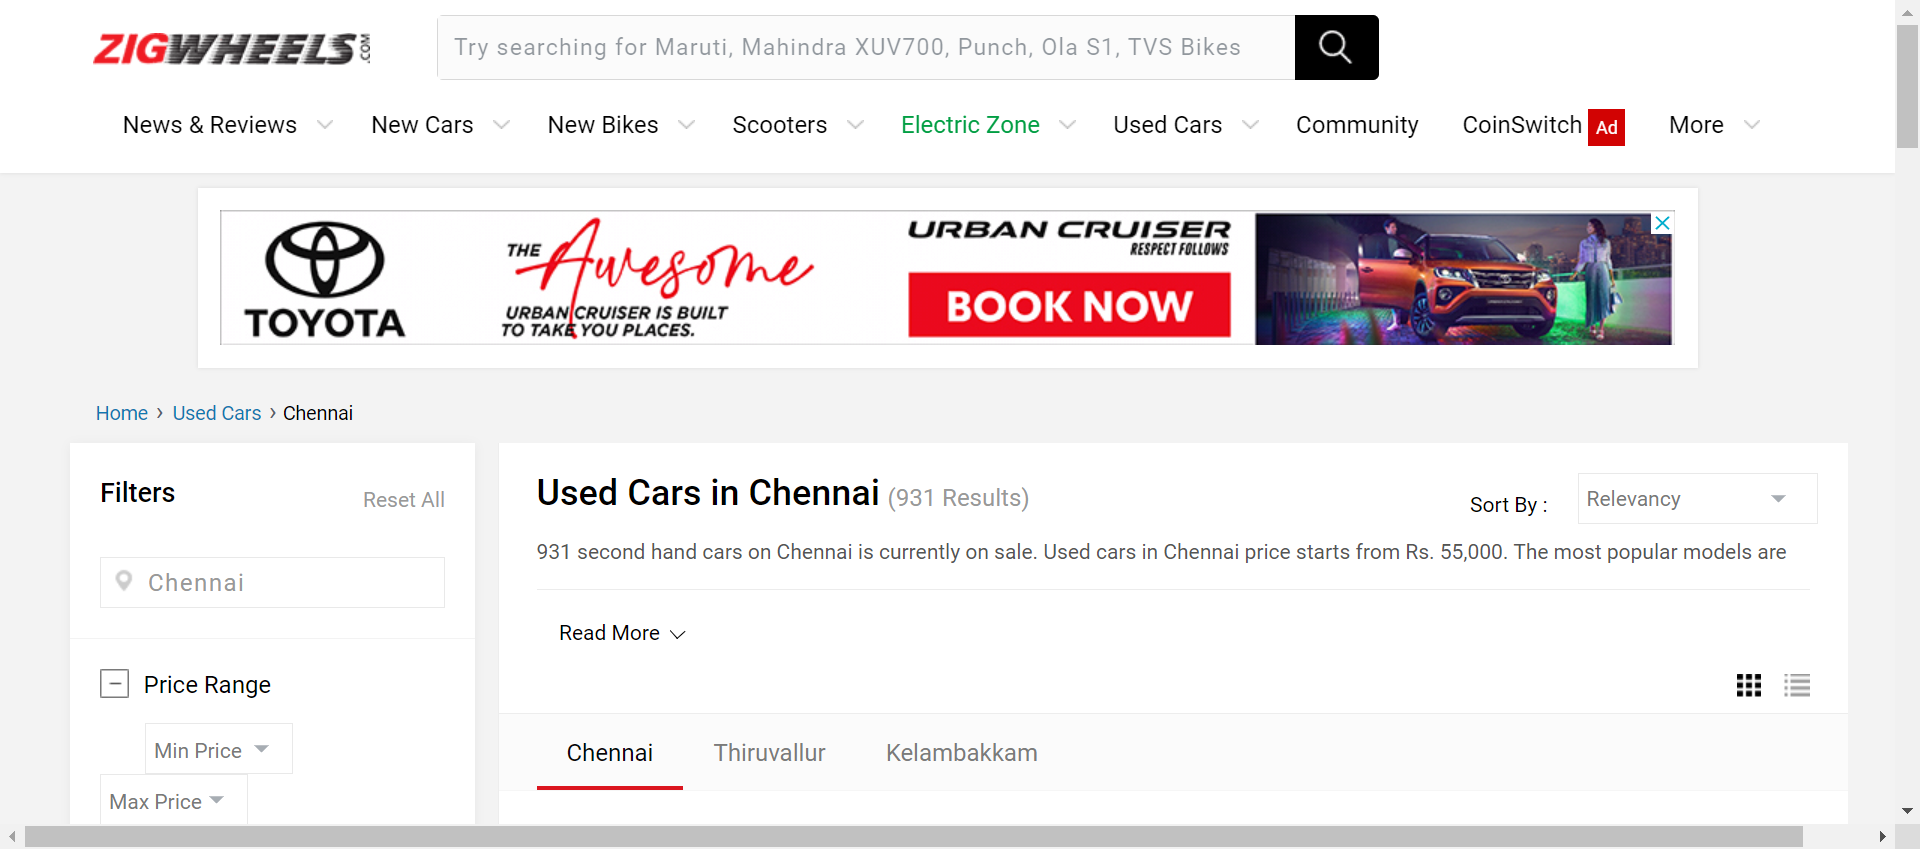 ZIGWHEELS.COM
Try searching for Maruti, Mahindra XUV700, Punch, Ola S1, TVS Bikes
News & Reviews New Cars New Bikes Scooters Electric Zone Used Cars Community CoinSwitch Ad More
TOYOTA
THE Awesome
URBAN CRUISER IS BUILT
TO TAKE YOU PLACES.
URBAN CRUISER
RESPECT FOLLOWS
BOOK NOW
Home › Used Cars › Chennai
Filters
Reset All
Chennai
Price Range
Min Price
Max Price
Used Cars in Chennai (931 Results)
Sort By : Relevancy
931 second hand cars on Chennai is currently on sale. Used cars in Chennai price starts from Rs. 55,000. The most popular models are
Read More
Chennai Thiruvallur Kelambakkam